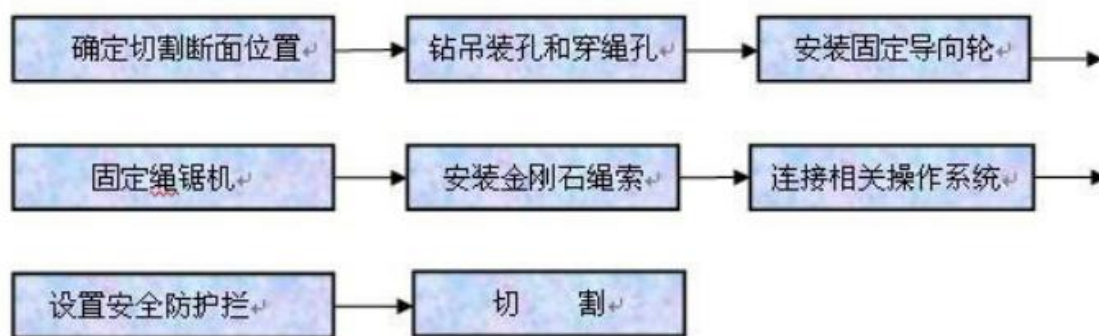 确定切割断面位置
钻吊装孔和穿绳孔
安装固定导向轮
固定绳锯机
安装金刚石绳索
连接相关操作系统
设置安全防护拦
切 割